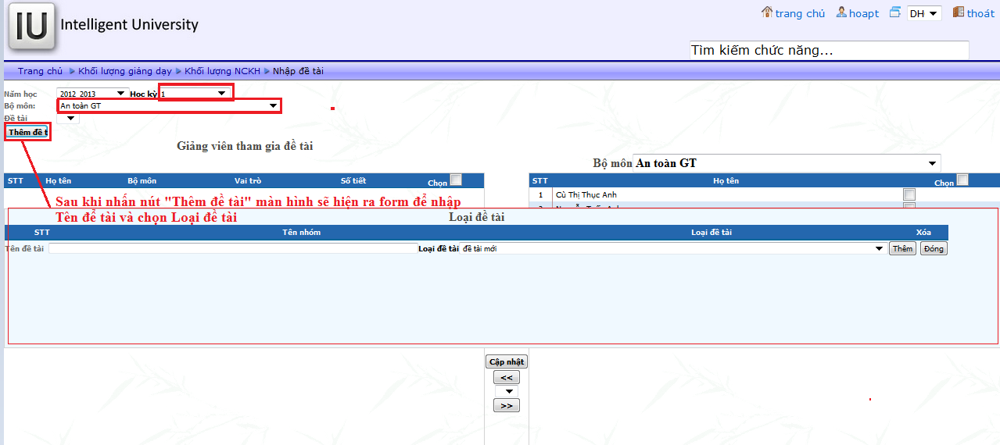 IU Intelligent University
trang chủ hoapt DH thoát
Tìm kiếm chức năng...
Trang chủ Khối lượng giảng dạy Khối lượng NCKH Nhập đề tài
Năm học 2012_2013 Học kỳ 1
Bộ môn: An toàn GT
Đề tài
Thêm đề t
Giảng viên tham gia đề tài
Bộ môn An toàn GT
STT Họ tên Bộ môn Vai trò Số tiết Chọn
STT Họ tên Chọn
1 Cù Thị Thục Anh
Sau khi nhấn nút "Thêm đề tài" màn hình sẽ hiện ra form để nhập
Tên để tài và chọn Loại đề tài
Loại đề tài
STT Tên nhóm Loại đề tài Xóa
Tên đề tài Loại đề tài đề tài mới Thêm Đóng
Cập nhật
<<
>>